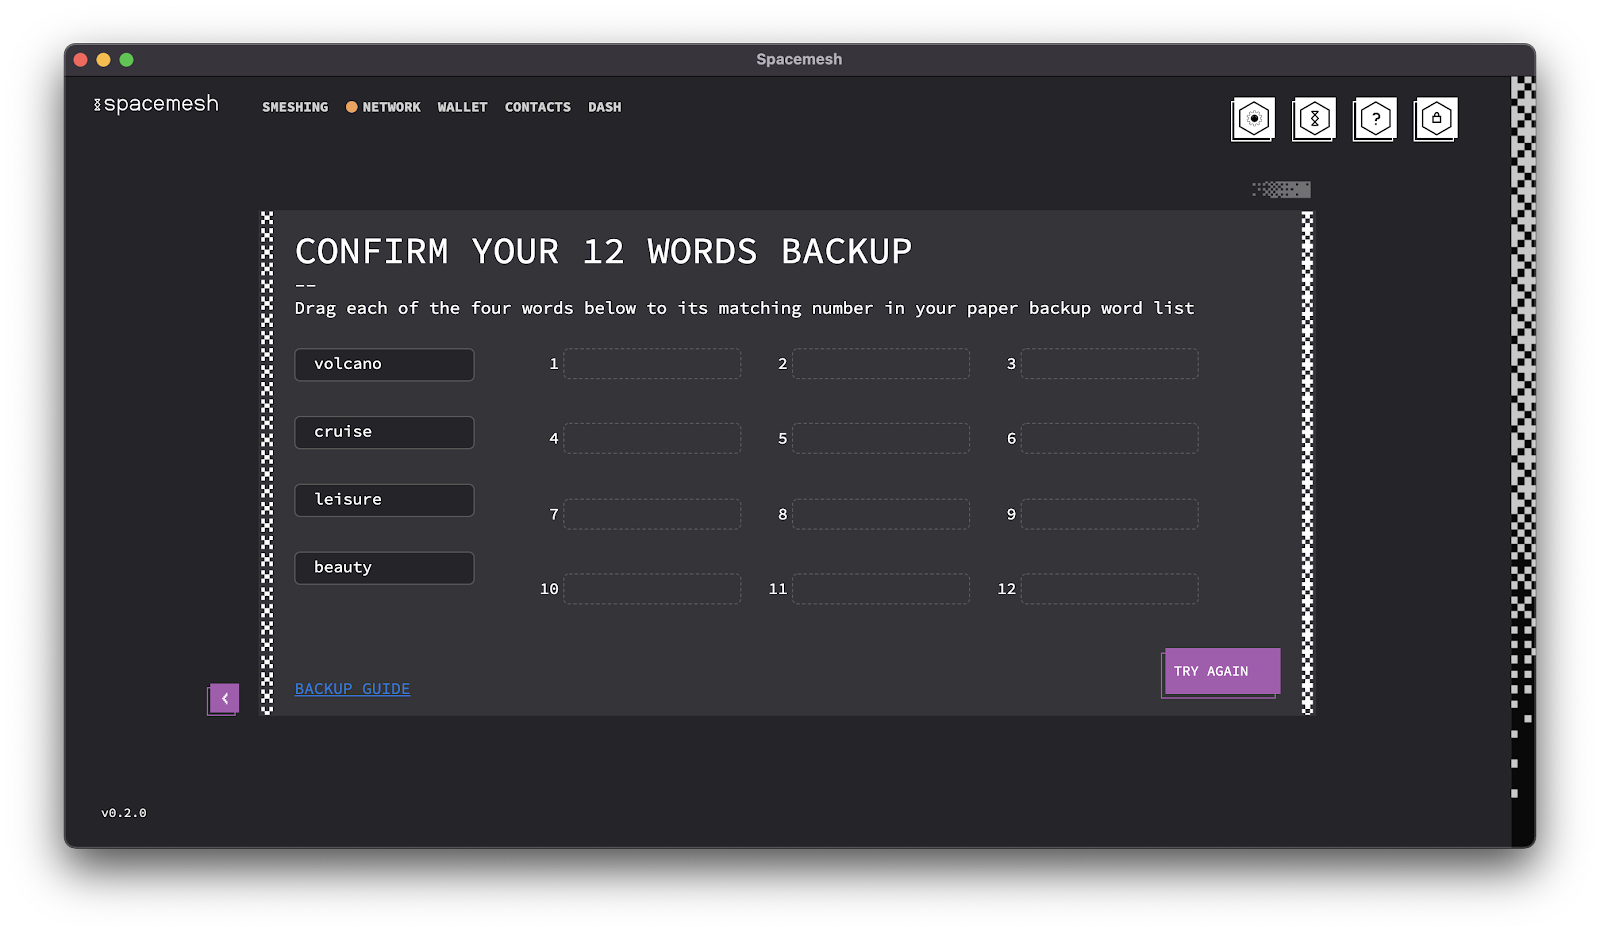 Spacemesh
spacemesh
SMESHING NETWORK WALLET CONTACTS DASH
?
CONFIRM YOUR 12 WORDS BACKUP
--
Drag each of the four words below to its matching number in your paper backup word list
volcano
cruise
leisure
beauty
1 2 3
4 5 6
7 8 9
10 11 12
TRY AGAIN
BACKUP GUIDE
v0.2.0